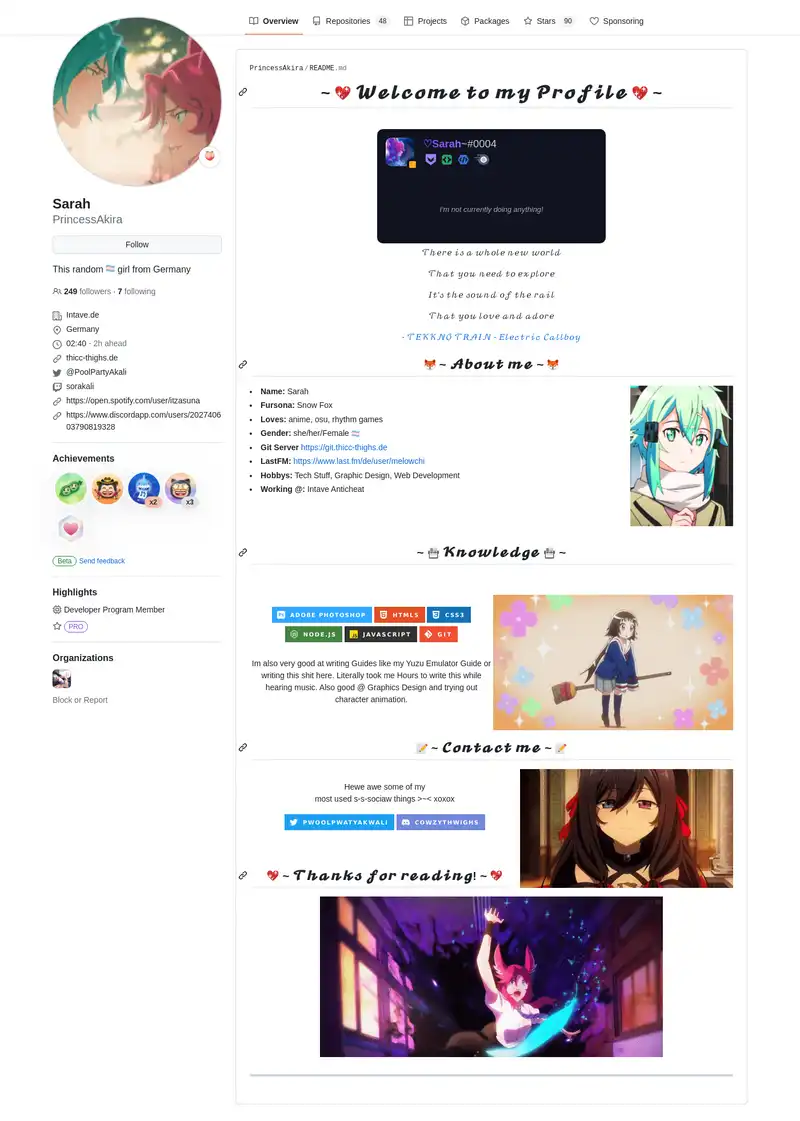 Overview
Repositories 48
Projects
Packages
Stars 90
Sponsoring
Sarah
PrincessAkira
Follow
This random 🏳️‍⚧️ girl from Germany
249 followers · 7 following
Intave.de
Germany
02:40 - 2h ahead
thicc-thighs.de
@PoolPartyAkali
sorakali
https://open.spotify.com/user/itzasuna
https://www.discordapp.com/users/2027406
03790819328
Achievements
x2
x3
Beta Send feedback
Highlights
Developer Program Member
PRO
Organizations
Block or Report
PrincessAkira/README.md
~ 💖 𝓦𝓮𝓵𝓬𝓸𝓶𝓮 𝓽𝓸 𝓶𝔂 𝓟𝓻𝓸𝓯𝓲𝓵𝓮 💖 ~
♡Sarah~#0004
I'm not currently doing anything!
𝒯𝒽𝑒𝓇𝑒 𝒾𝓈 𝒶 𝓌𝒽𝑜𝓁𝑒 𝓃𝑒𝓌 𝓌𝑜𝓇𝓁𝒹
𝒯𝒽𝒶𝓉 𝓎𝑜𝓊 𝓃𝑒𝑒𝒹 𝓉𝑜 𝑒𝓍𝓅𝓁𝑜𝓇𝑒
𝐼𝓉'𝓈 𝓉𝒽𝑒 𝓈𝑜𝓊𝓃𝒹 𝑜𝒻 𝓉𝒽𝑒 𝓇𝒶𝒾𝓁
𝒯𝒽𝒶𝓉 𝓎𝑜𝓊 𝓁𝑜𝓋𝑒 𝒶𝓃𝒹 𝒶𝒹𝑜𝓇𝑒
- 𝒯𝐸𝒦𝒦𝒩𝒪 𝒯𝑅𝒜𝐼𝒩 - 𝐸𝓁𝑒𝒸𝓉𝓇𝒾𝒸 𝒞𝒶𝓁𝓁𝒷𝑜𝓎
🦊 ~ 𝓐𝓫𝓸𝓾𝓽 𝓶𝓮 ~ 🦊
Name: Sarah
Fursona: Snow Fox
Loves: anime, osu, rhythm games
Gender: she/her/Female 🏳️‍⚧️
Git Server https://git.thicc-thighs.de
LastFM: https://www.last.fm/de/user/melowchi
Hobbys: Tech Stuff, Graphic Design, Web Development
Working @: Intave Anticheat
~ 𝓚𝓷𝓸𝔀𝓵𝓮𝓭𝓰𝓮 ~
ADOBE PHOTOSHOP HTML5 CSS3
NODE.JS JAVASCRIPT GIT
Im also very good at writing Guides like my Yuzu Emulator Guide or
writing this shit here. Literally took me Hours to write this while
hearing music. Also good @ Graphics Design and trying out
character animation.
📝 ~ 𝓒𝓸𝓷𝓽𝓪𝓬𝓽 𝓶𝓮 ~ 📝
Hewe awe some of my
most used s-s-sociaw things >~< xoxox
PWOOLPWATYAKWALI COWZYTHWIGHS
💖 ~ 𝓣𝓱𝓪𝓷𝓴𝓼 𝓯𝓸𝓻 𝓻𝓮𝓪𝓭𝓲𝓷𝓰! ~ 💖